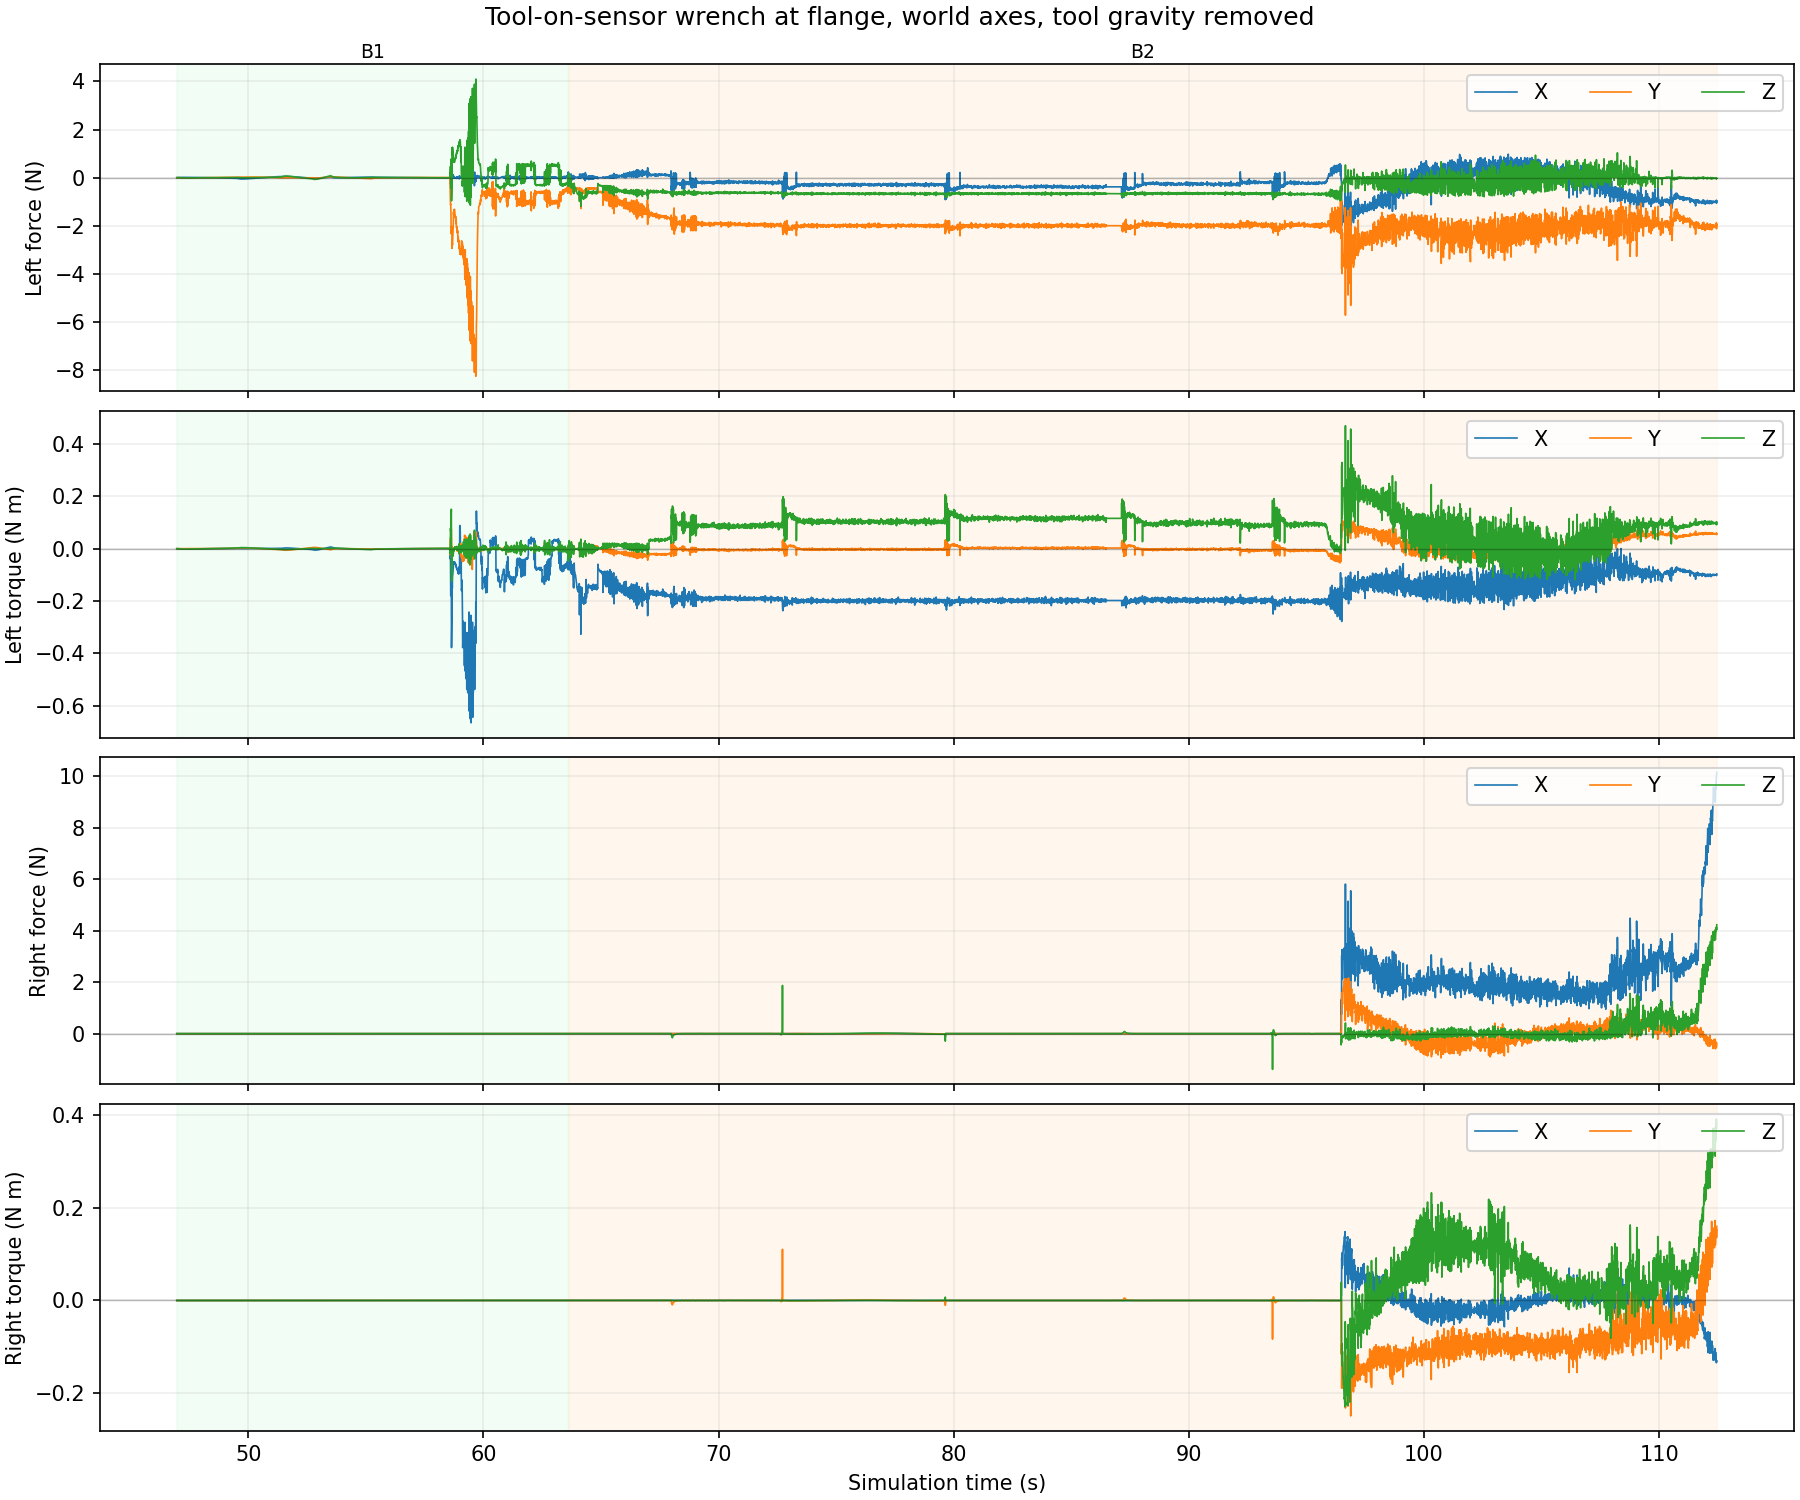 Tool-on-sensor wrench at flange, world axes, tool gravity removed
B1 B2
Left force (N)
4
2
0
−2
−4
−6
−8
X Y Z
Left torque (N m)
0.4
0.2
0.0
−0.2
−0.4
−0.6
X Y Z
Right force (N)
10
8
6
4
2
0
X Y Z
Right torque (N m)
0.4
0.2
0.0
−0.2
X Y Z
50 60 70 80 90 100 110
Simulation time (s)